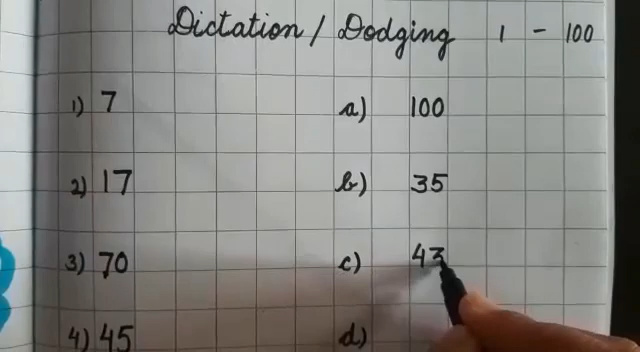 Dictation / Dodging 1 - 100
1) 7 a) 100
2) 17 b) 35
3) 70 c) 43
4) 45 d)